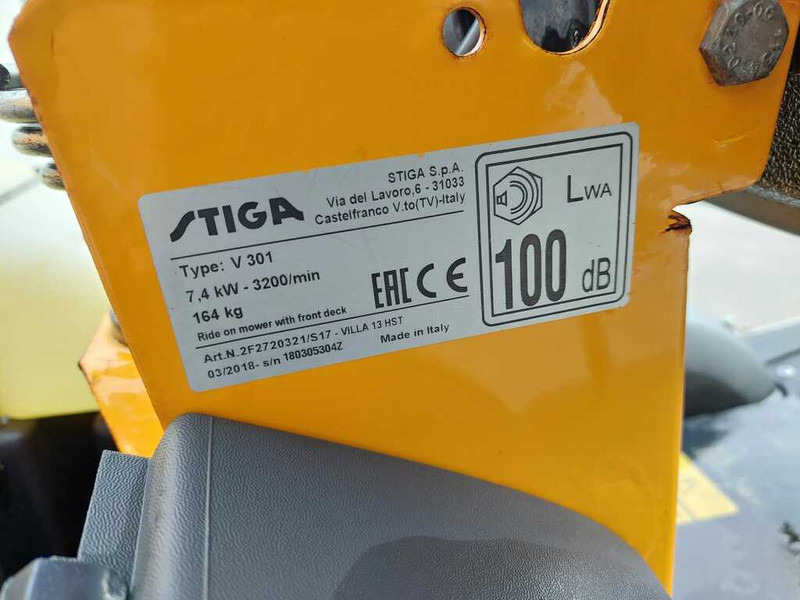 STIGA
STIGA S.p.A.
Via del Lavoro,6 - 31033
Castelfranco V.to(TV)-Italy
Type: V 301
7,4 kW - 3200/min
164 kg
Ride on mower with front deck
EAC CE
Art.N.2F2720321/S17 - VILLA 13 HST
03/2018- s/n 180305304Z
Made in Italy
LWA
100 dB